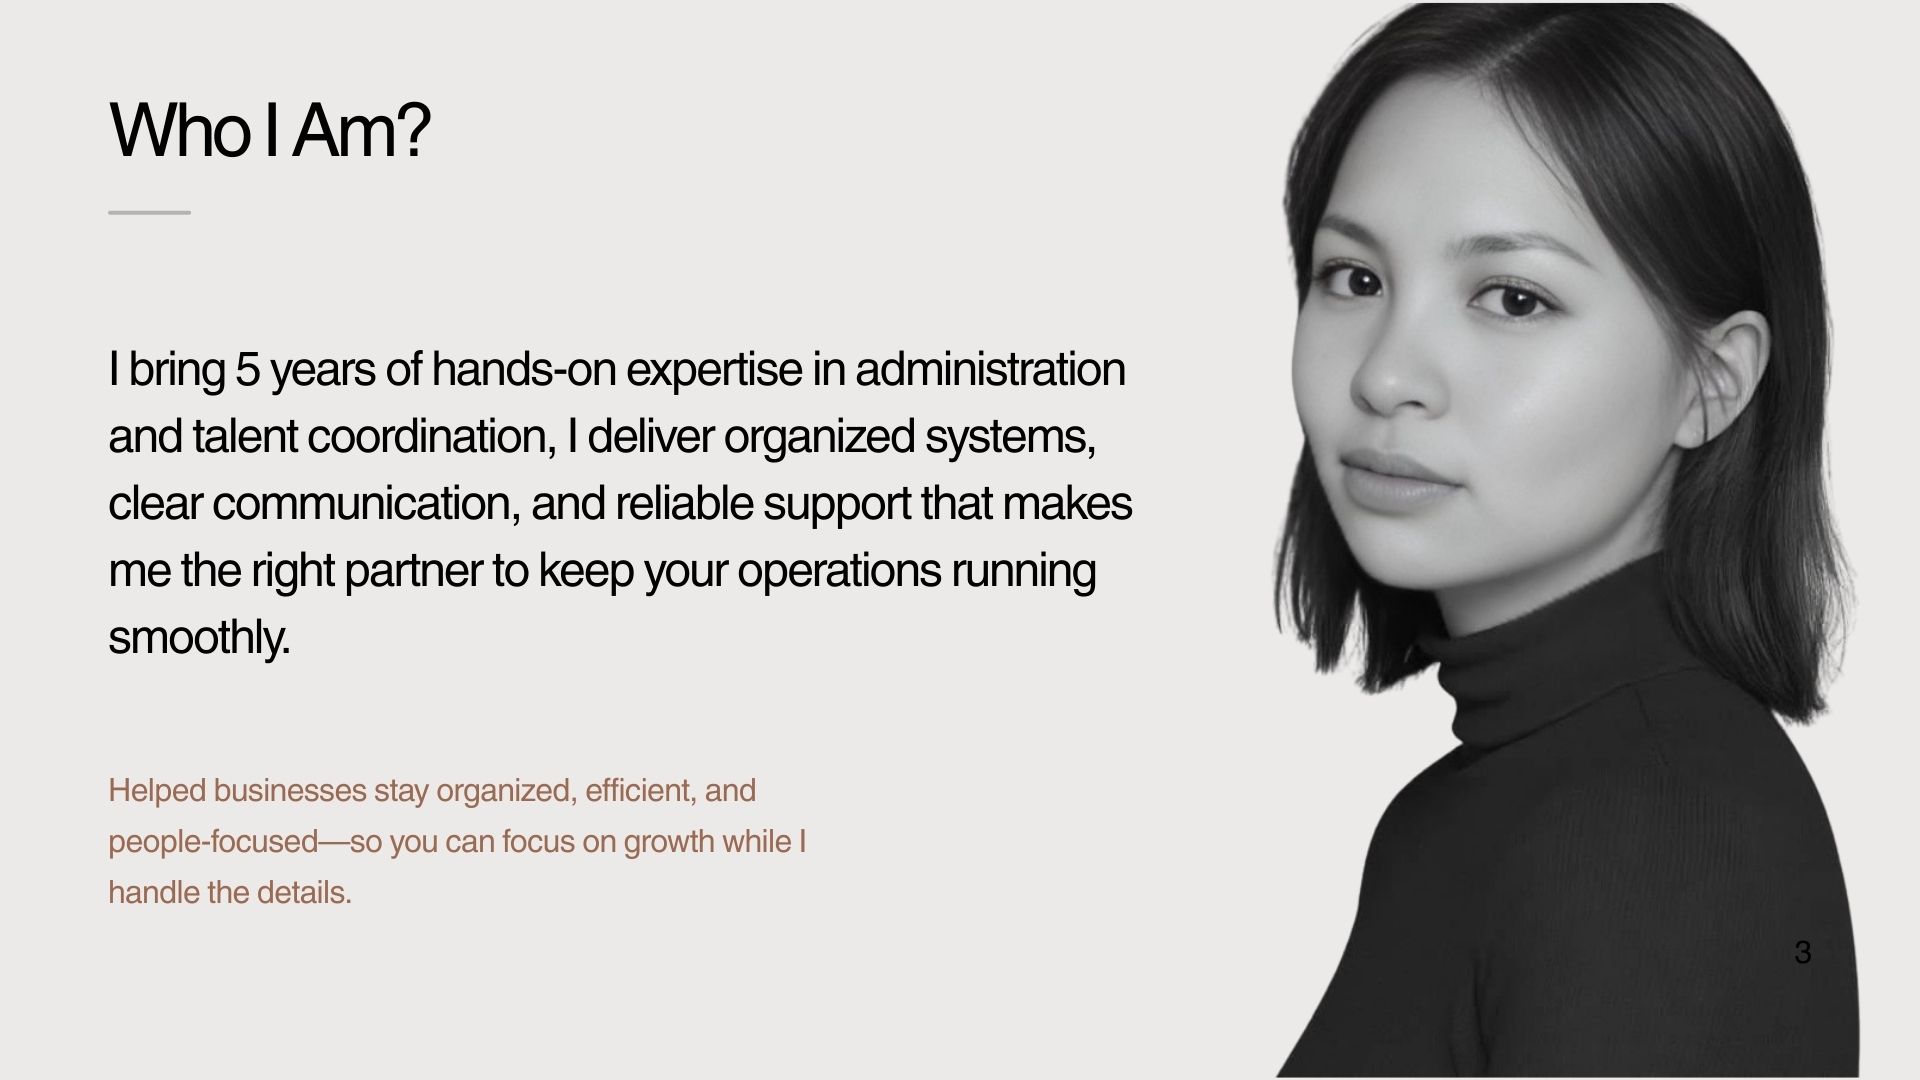 Who I Am?
I bring 5 years of hands-on expertise in administration
and talent coordination, I deliver organized systems,
clear communication, and reliable support that makes
me the right partner to keep your operations running
smoothly.
Helped businesses stay organized, efficient, and
people-focused—so you can focus on growth while I
handle the details.
3